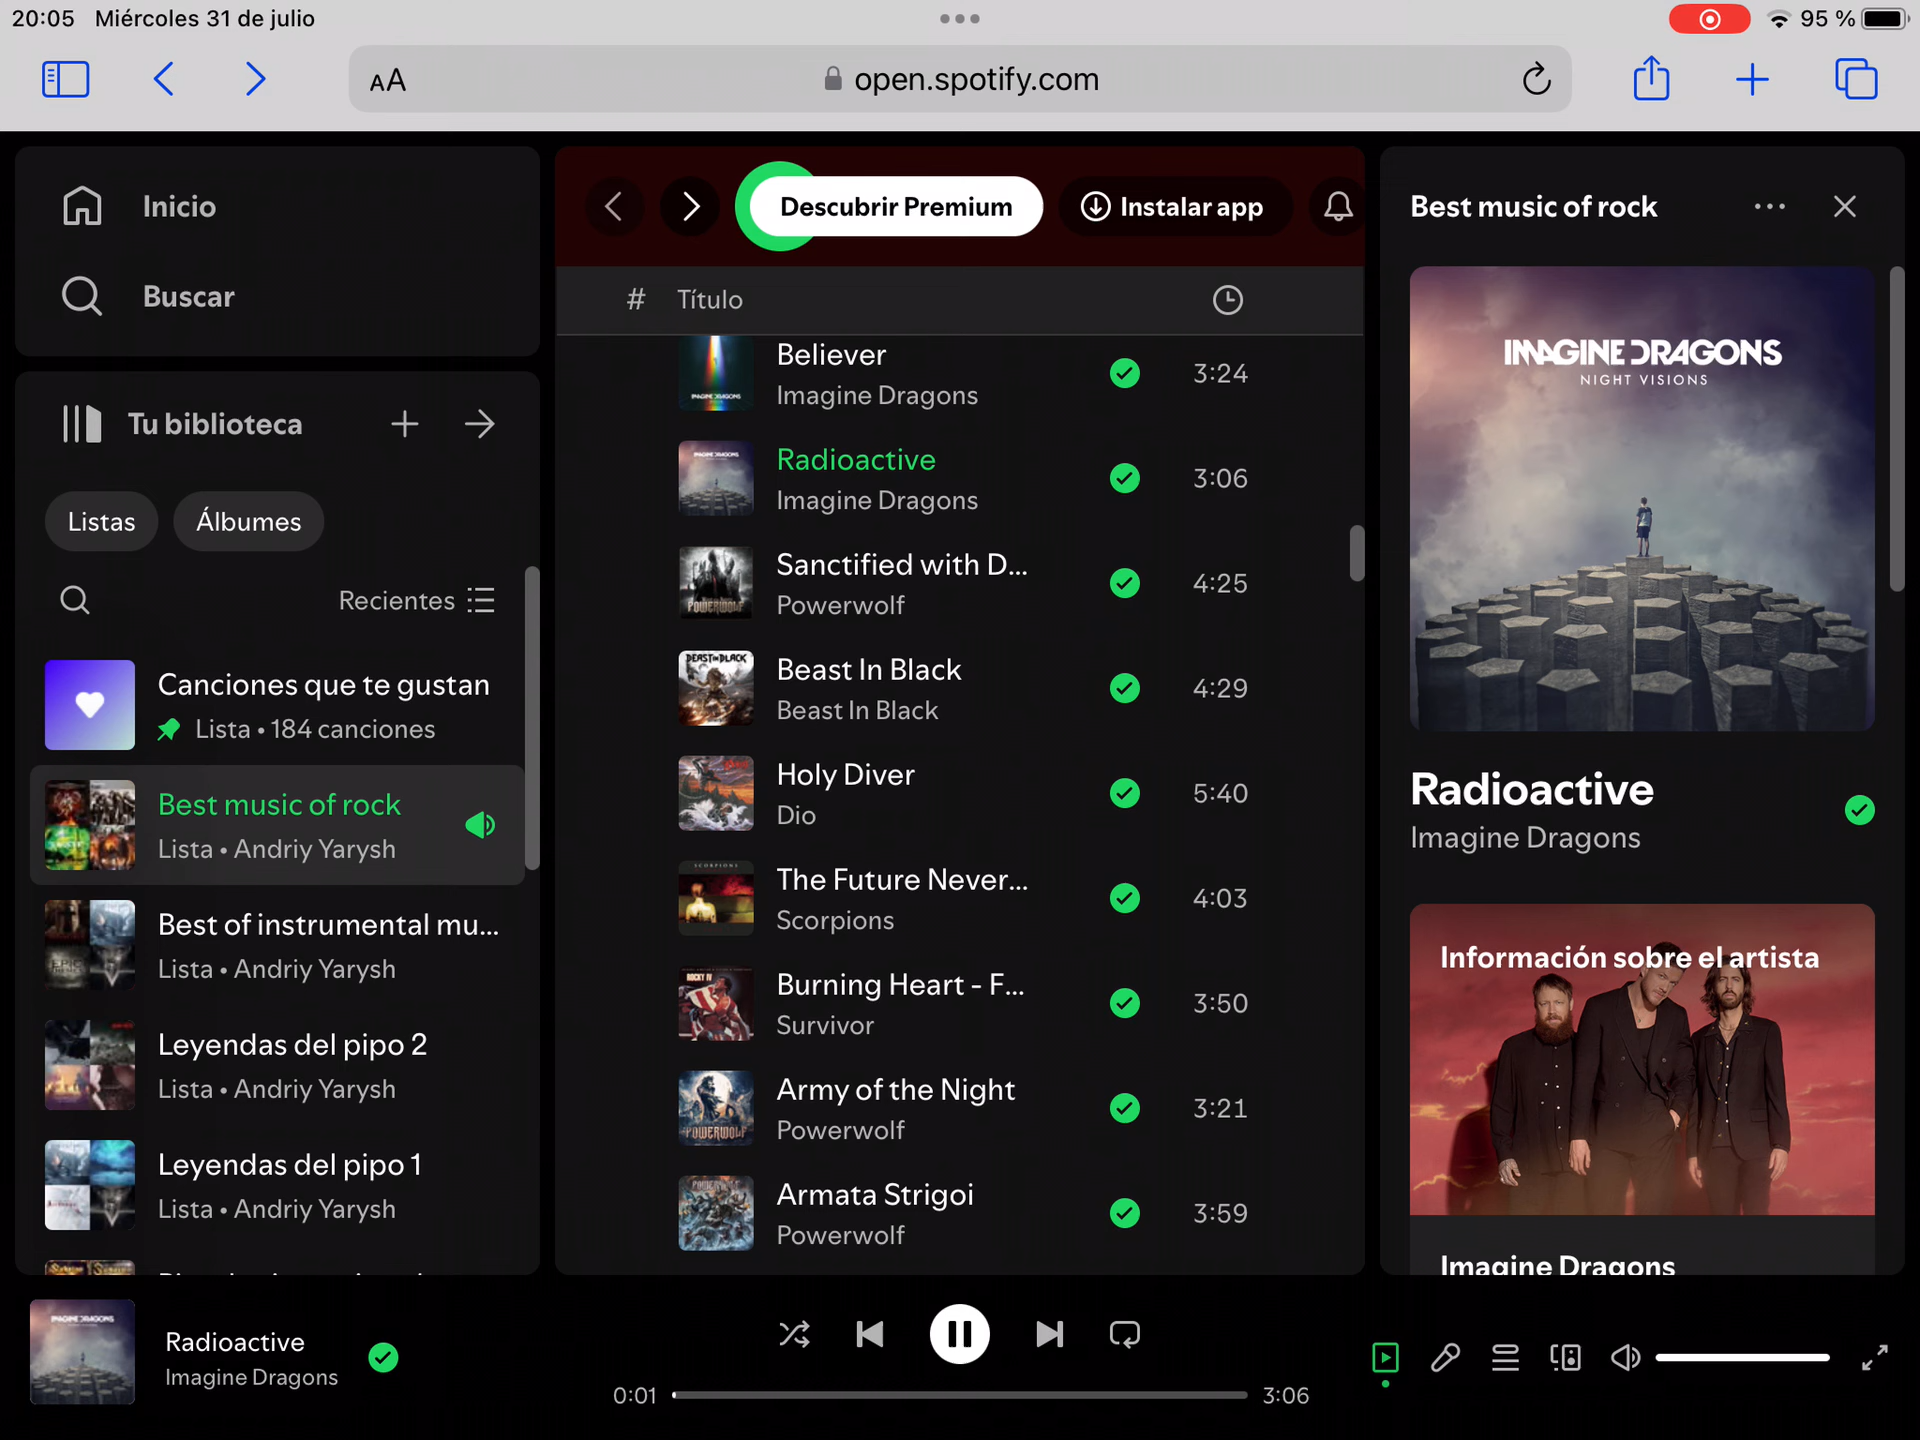 20:05 Miércoles 31 de julio
95 %
AA
open.spotify.com
Inicio
Buscar
Tu biblioteca
Listas
Álbumes
Recientes
Canciones que te gustan
Lista • 184 canciones
Best music of rock
Lista • Andriy Yarysh
Best of instrumental mu...
Lista • Andriy Yarysh
Leyendas del pipo 2
Lista • Andriy Yarysh
Leyendas del pipo 1
Lista • Andriy Yarysh
Descubrir Premium
Instalar app
# Título
Believer
Imagine Dragons
3:24
Radioactive
Imagine Dragons
3:06
Sanctified with D...
Powerwolf
4:25
Beast In Black
Beast In Black
4:29
Holy Diver
Dio
5:40
The Future Never...
Scorpions
4:03
Burning Heart - F...
Survivor
3:50
Army of the Night
Powerwolf
3:21
Armata Strigoi
Powerwolf
3:59
Best music of rock
IMAGINE DRAGONS
NIGHT VISIONS
Radioactive
Imagine Dragons
Información sobre el artista
Imagine Dragons
Radioactive
Imagine Dragons
0:01
3:06